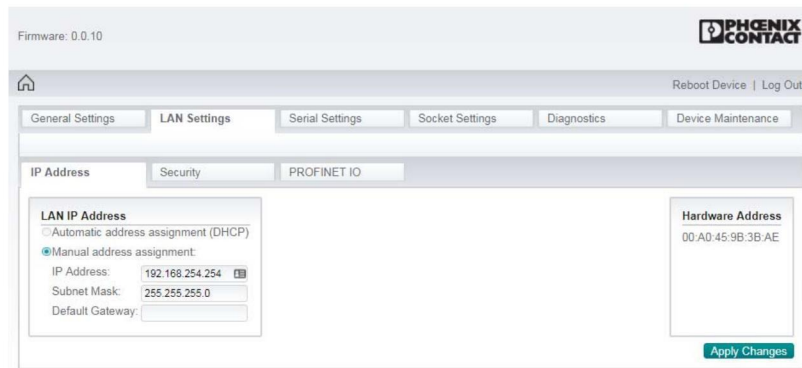 Firmware: 0.0.10
PHŒNIX
CONTACT
Reboot Device | Log Out
General Settings
LAN Settings
Serial Settings
Socket Settings
Diagnostics
Device Maintenance
IP Address
Security
PROFINET IO
LAN IP Address
Automatic address assignment (DHCP)
Manual address assignment:
IP Address: 192.168.254.254
Subnet Mask: 255.255.255.0
Default Gateway:
Hardware Address
00:A0:45:9B:3B:AE
Apply Changes